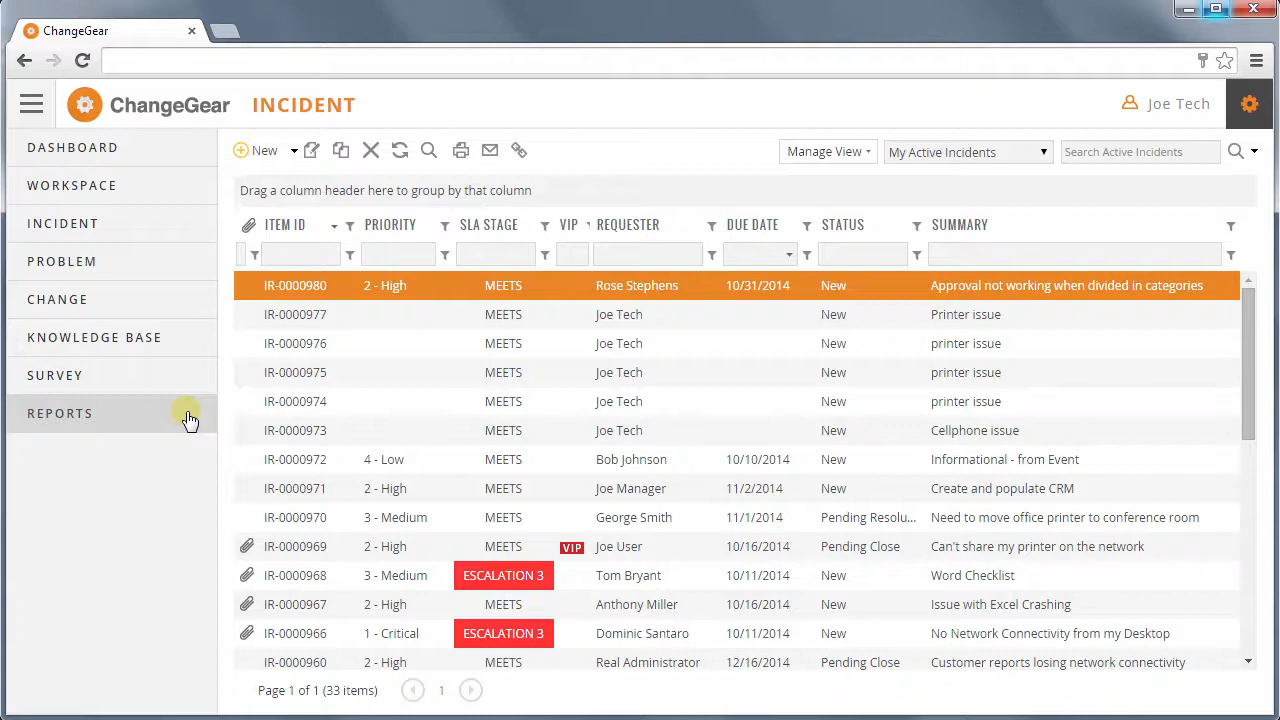 ChangeGear
ChangeGear INCIDENT Joe Tech
DASHBOARD
WORKSPACE
INCIDENT
PROBLEM
CHANGE
KNOWLEDGE BASE
SURVEY
REPORTS
New Manage View My Active Incidents Search Active Incidents
Drag a column header here to group by that column
ITEM ID PRIORITY SLA STAGE VIP REQUESTER DUE DATE STATUS SUMMARY
IR-0000980 2 - High MEETS Rose Stephens 10/31/2014 New Approval not working when divided in categories
IR-0000977 MEETS Joe Tech New Printer issue
IR-0000976 MEETS Joe Tech New printer issue
IR-0000975 MEETS Joe Tech New printer issue
IR-0000974 MEETS Joe Tech New printer issue
IR-0000973 MEETS Joe Tech New Cellphone issue
IR-0000972 4 - Low MEETS Bob Johnson 10/10/2014 New Informational - from Event
IR-0000971 2 - High MEETS Joe Manager 11/2/2014 New Create and populate CRM
IR-0000970 3 - Medium MEETS George Smith 11/1/2014 Pending Resolu... Need to move office printer to conference room
IR-0000969 2 - High MEETS VIP Joe User 10/16/2014 Pending Close Can't share my printer on the network
IR-0000968 3 - Medium ESCALATION 3 Tom Bryant 10/11/2014 New Word Checklist
IR-0000967 2 - High MEETS Anthony Miller 10/16/2014 New Issue with Excel Crashing
IR-0000966 1 - Critical ESCALATION 3 Dominic Santaro 10/11/2014 New No Network Connectivity from my Desktop
IR-0000960 2 - High MEETS Real Administrator 12/16/2014 Pending Close Customer reports losing network connectivity
Page 1 of 1 (33 items) 1